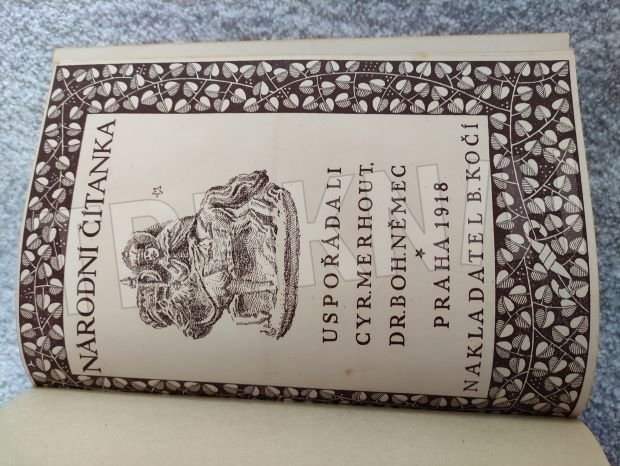 NÁRODNÍ ČÍTANKA
USPOŘÁDALI
CYR.MERHOUT.
DR.BOH.NĚMEC
PRAHA 1918
NAKLADATEL B. KOČÍ